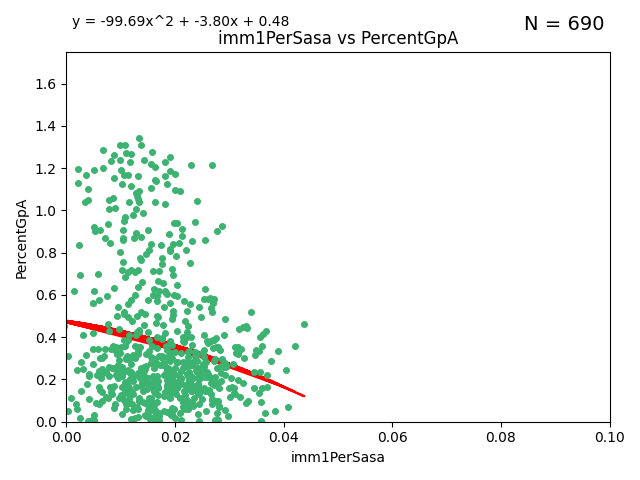 y = -99.69x^2 + -3.80x + 0.48
N = 690
imm1PerSasa vs PercentGpA
PercentGpA
1.6
1.4
1.2
1.0
0.8
0.6
0.4
0.2
0.0
0.00 0.02 0.04 0.06 0.08 0.10
imm1PerSasa